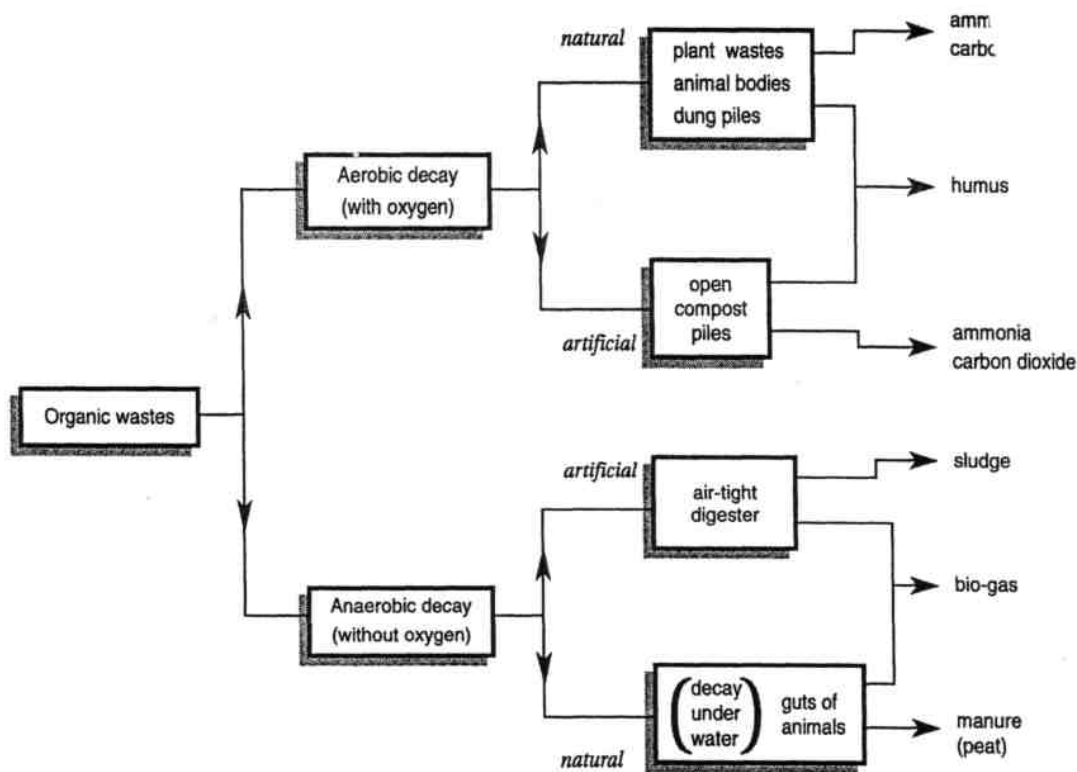 natural
plant wastes
animal bodies
dung piles
Aerobic decay
(with oxygen)
humus
open
compost
piles
artificial
ammonia
carbon dioxide
Organic wastes
artificial
air-tight
digester
sludge
bio-gas
Anaerobic decay
(without oxygen)
(decay
under
water)
guts of
animals
natural
manure
(peat)